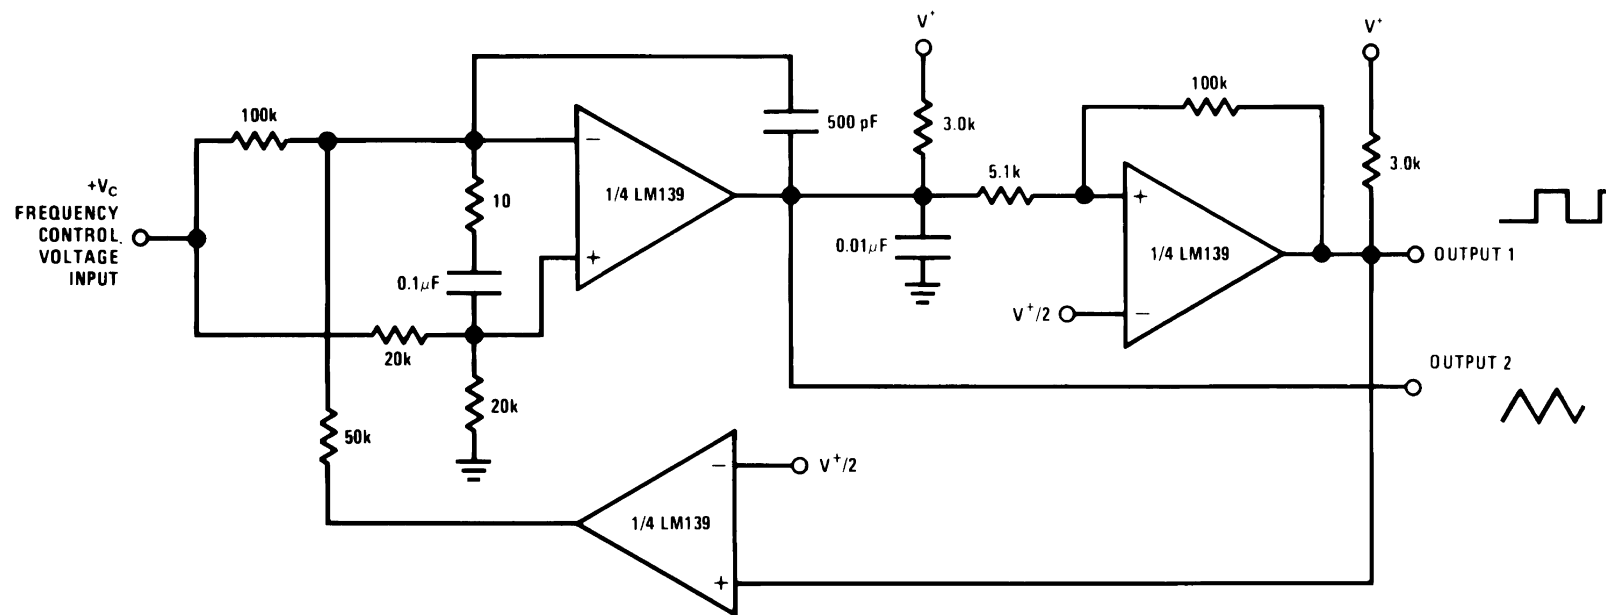 V+
V+
100k
100k
500 pF
3.0k
3.0k
5.1k
+VC
FREQUENCY
CONTROL.
VOLTAGE
INPUT
−
1/4 LM139
+
10
0.1μF
0.01μF
+
1/4 LM139
−
OUTPUT 1
V+/2
20k
OUTPUT 2
20k
50k
−
V+/2
1/4 LM139
+